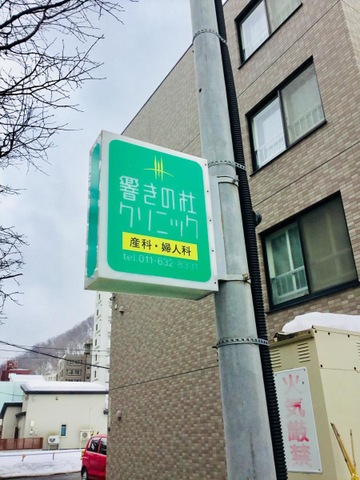 響きの杜
クリニック
産科・婦人科
tel.011-632-8331
火気
厳禁